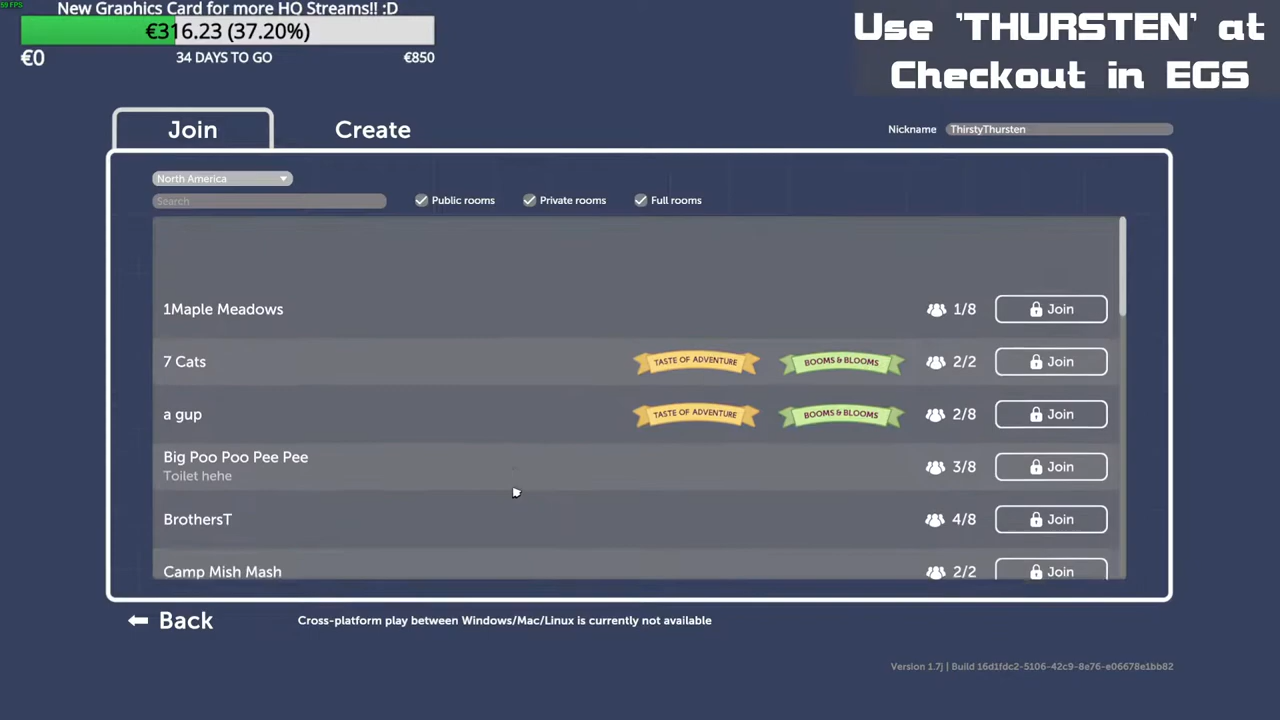 59 FPS
New Graphics Card for more HQ Streams!! :D
€316.23 (37.20%)
€0
34 DAYS TO GO
€850
Use 'THURSTEN' at
Checkout in EGS
Join
Create
Nickname
ThirstyThursten
North America
Search
Public rooms
Private rooms
Full rooms
1Maple Meadows
1/8
Join
7 Cats
TASTE OF ADVENTURE
BOOMS & BLOOMS
2/2
Join
a gup
TASTE OF ADVENTURE
BOOMS & BLOOMS
2/8
Join
Big Poo Poo Pee Pee
Toilet hehe
3/8
Join
BrothersT
4/8
Join
Camp Mish Mash
2/2
Join
Back
Cross-platform play between Windows/Mac/Linux is currently not available
Version 1.7j | Build 16d1fdc2-5106-42c9-8e76-e06678e1bb82